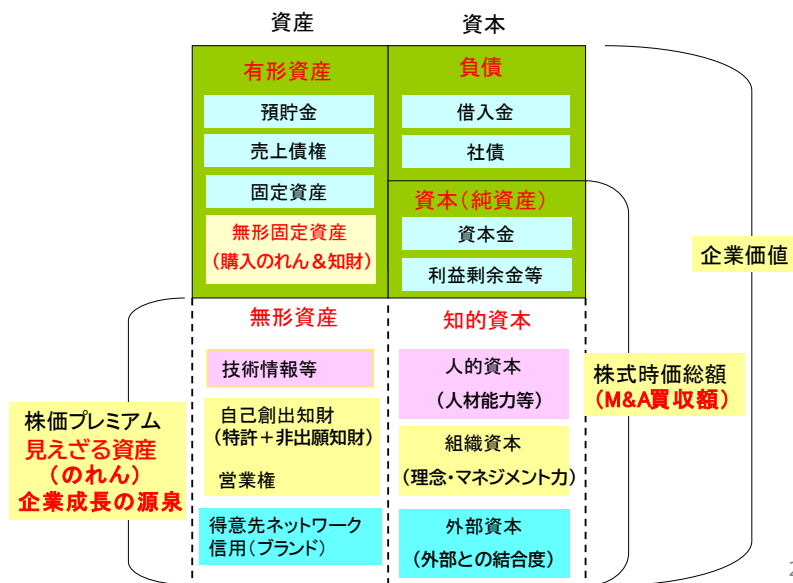 資産
資本
有形資産
預貯金
売上債権
固定資産
無形固定資産
(購入のれん＆知財)
負債
借入金
社債
資本(純資産)
資本金
利益剰余金等
無形資産
技術情報等
自己創出知財
(特許＋非出願知財)
営業権
得意先ネットワーク
信用(ブランド)
知的資本
人的資本
(人材能力等)
組織資本
(理念・マネジメント力)
外部資本
(外部との結合度)
株価プレミアム
見えざる資産
(のれん)
企業成長の源泉
株式時価総額
(M&A買収額)
企業価値